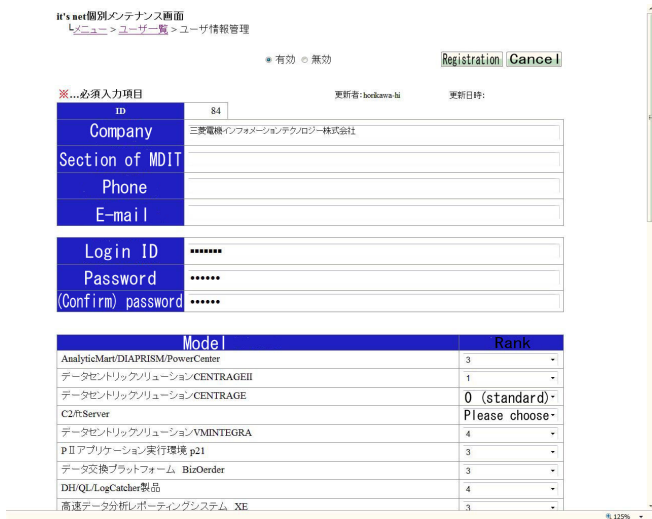 it's net個別メンテナンス画面
┗メニュー > ユーザ一覧 > ユーザ情報管理
有効 無効 Registration Cancel
※...必須入力項目 更新者:horikawa-hi 更新日時:
ID 84
Company 三菱電機インフォメーションテクノロジー株式会社
Section of MDIT
Phone
E-mail
Login ID •••••••
Password ••••••
(Confirm) password ••••••
Model Rank
AnalyticMart/DIAPRISM/PowerCenter 3
データセントリックソリューションCENTRAGEII 1
データセントリックソリューションCENTRAGE 0 (standard)
C2/ftServer Please choose
データセントリックソリューションVMINTEGRA 4
PⅡアプリケーション実行環境 p21 3
データ交換プラットフォーム BizOerder 3
DH/QL/LogCatcher製品 4
高速データ分析レポーティングシステム XE 3
125%